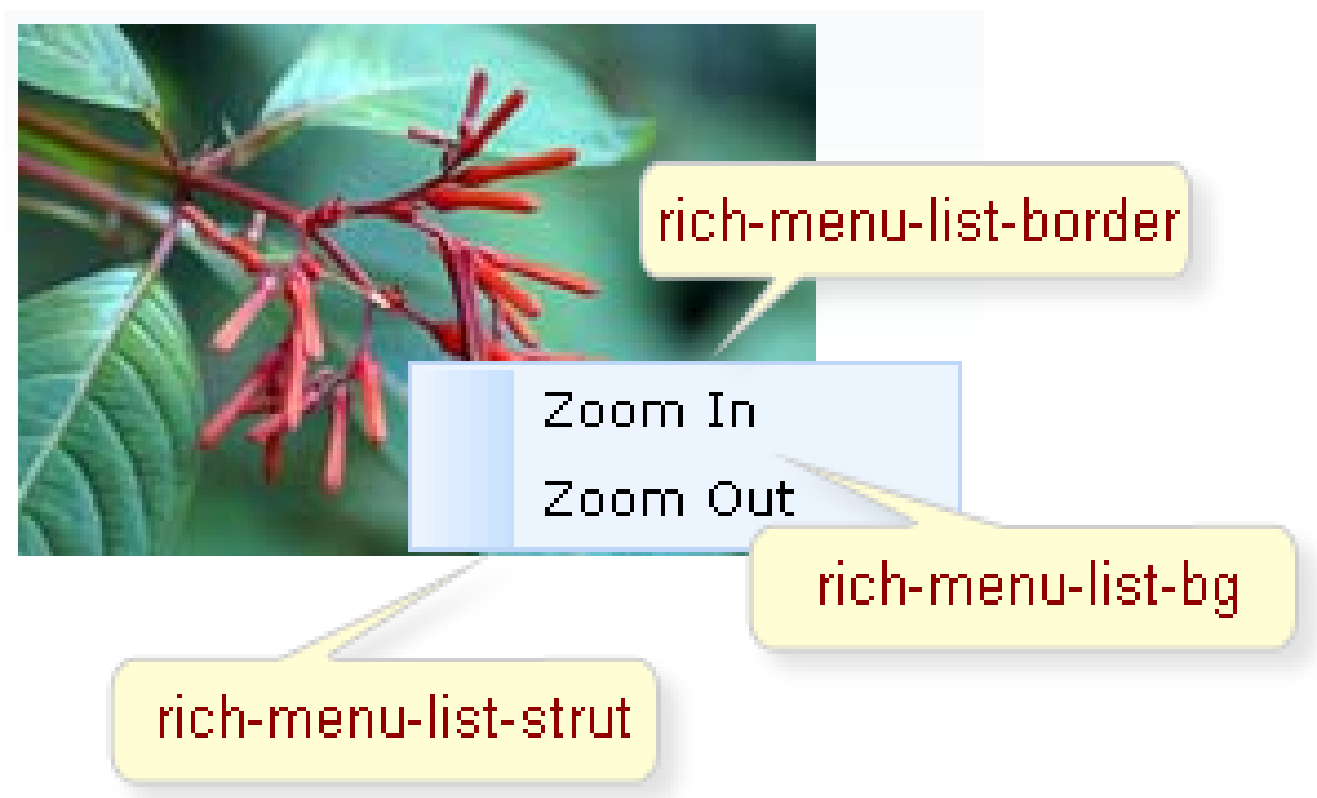 rich-menu-list-border
Zoom In
Zoom Out
rich-menu-list-bg
rich-menu-list-strut